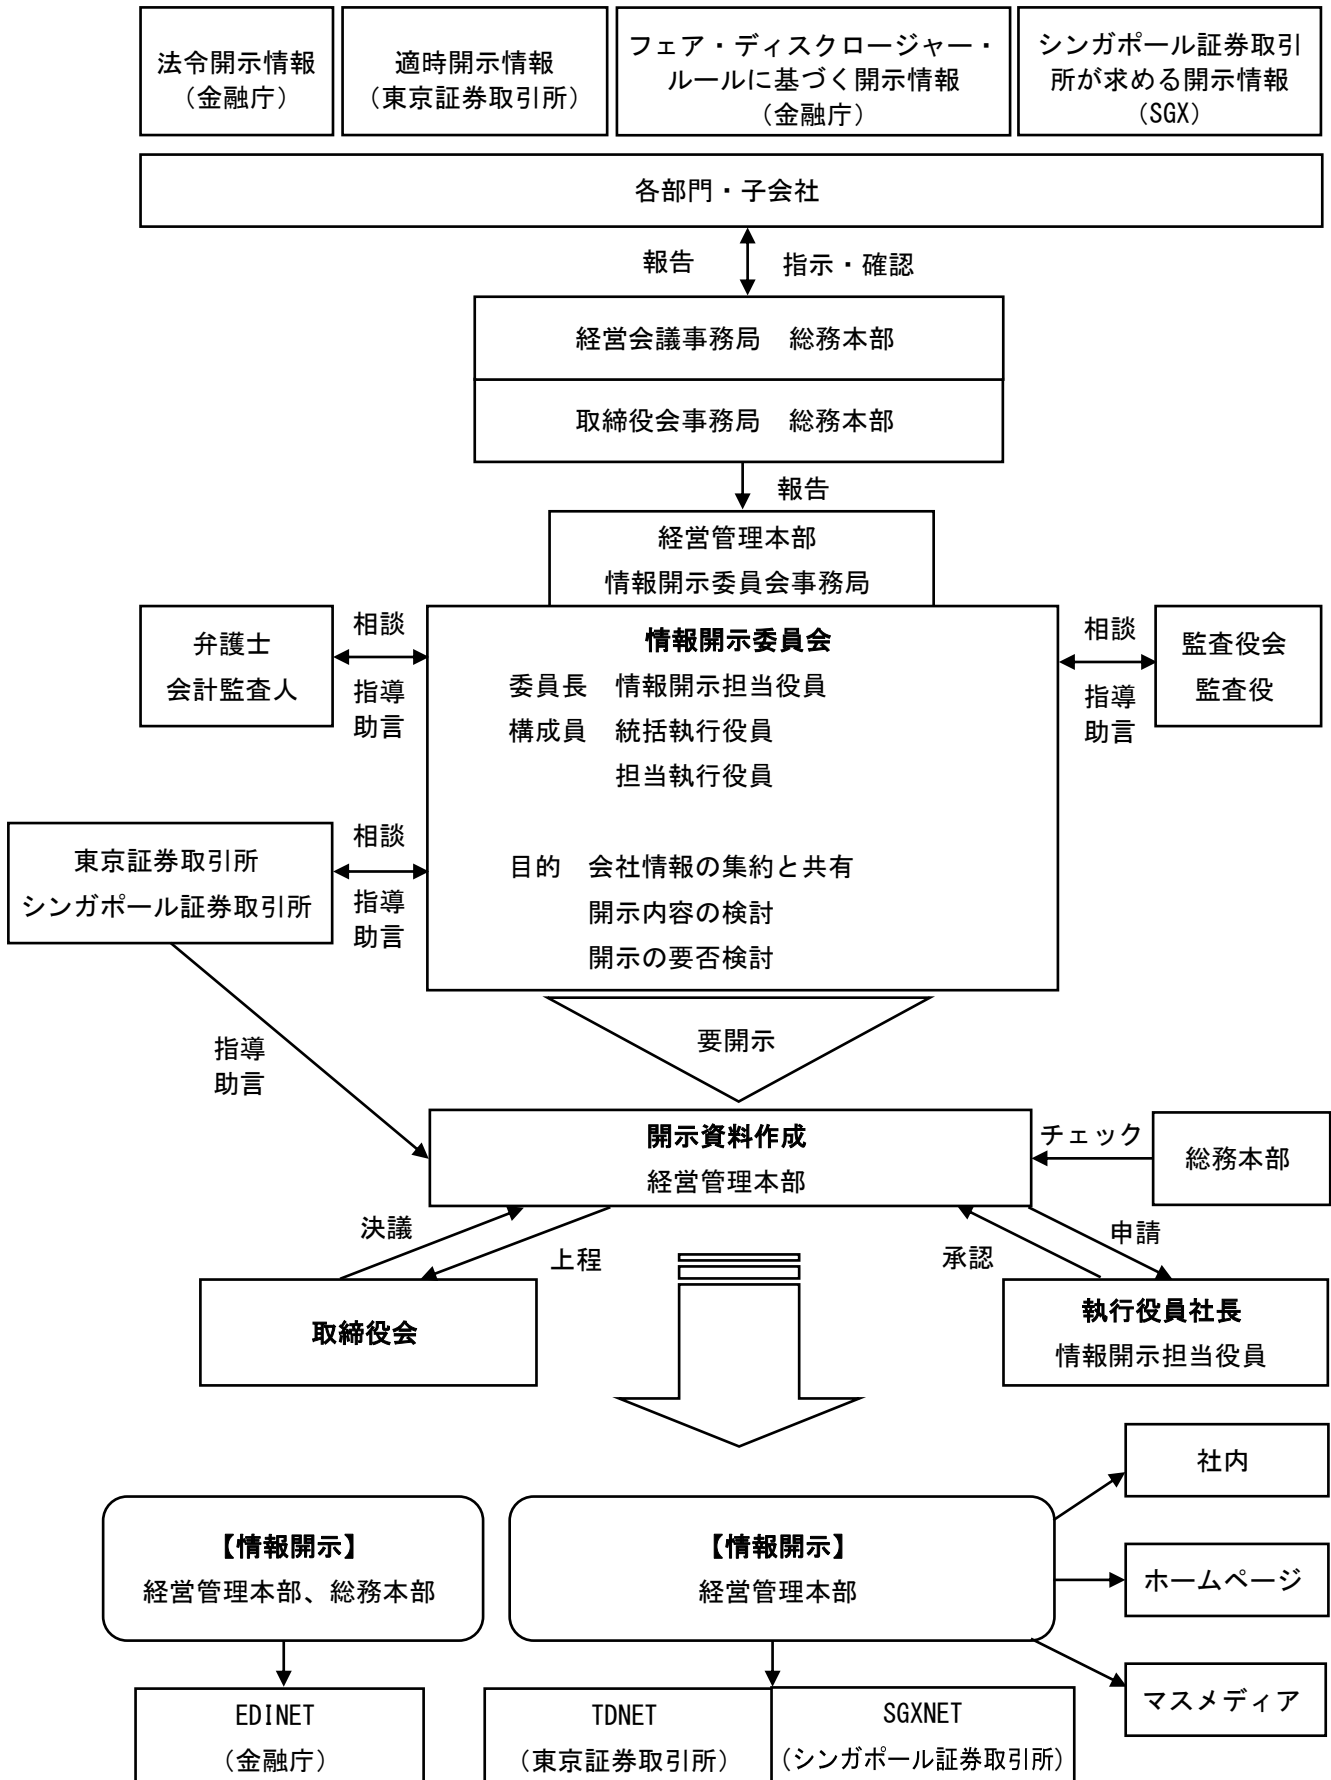 法令開示情報
（金融庁）
適時開示情報
（東京証券取引所）
フェア・ディスクロージャー・
ルールに基づく開示情報
（金融庁）
シンガポール証券取引
所が求める開示情報
（SGX）
各部門・子会社
報告
指示・確認
経営会議事務局　総務本部
取締役会事務局　総務本部
報告
経営管理本部
情報開示委員会事務局
弁護士
会計監査人
相談
指導
助言
情報開示委員会
委員長　情報開示担当役員
構成員　統括執行役員
担当執行役員
目的　会社情報の集約と共有
開示内容の検討
開示の要否検討
相談
指導
助言
監査役会
監査役
東京証券取引所
シンガポール証券取引所
相談
指導
助言
要開示
指導
助言
開示資料作成
経営管理本部
チェック
総務本部
決議
上程
承認
申請
取締役会
執行役員社長
情報開示担当役員
【情報開示】
経営管理本部、総務本部
【情報開示】
経営管理本部
社内
ホームページ
マスメディア
EDINET
（金融庁）
TDNET
（東京証券取引所）
SGXNET
（シンガポール証券取引所）